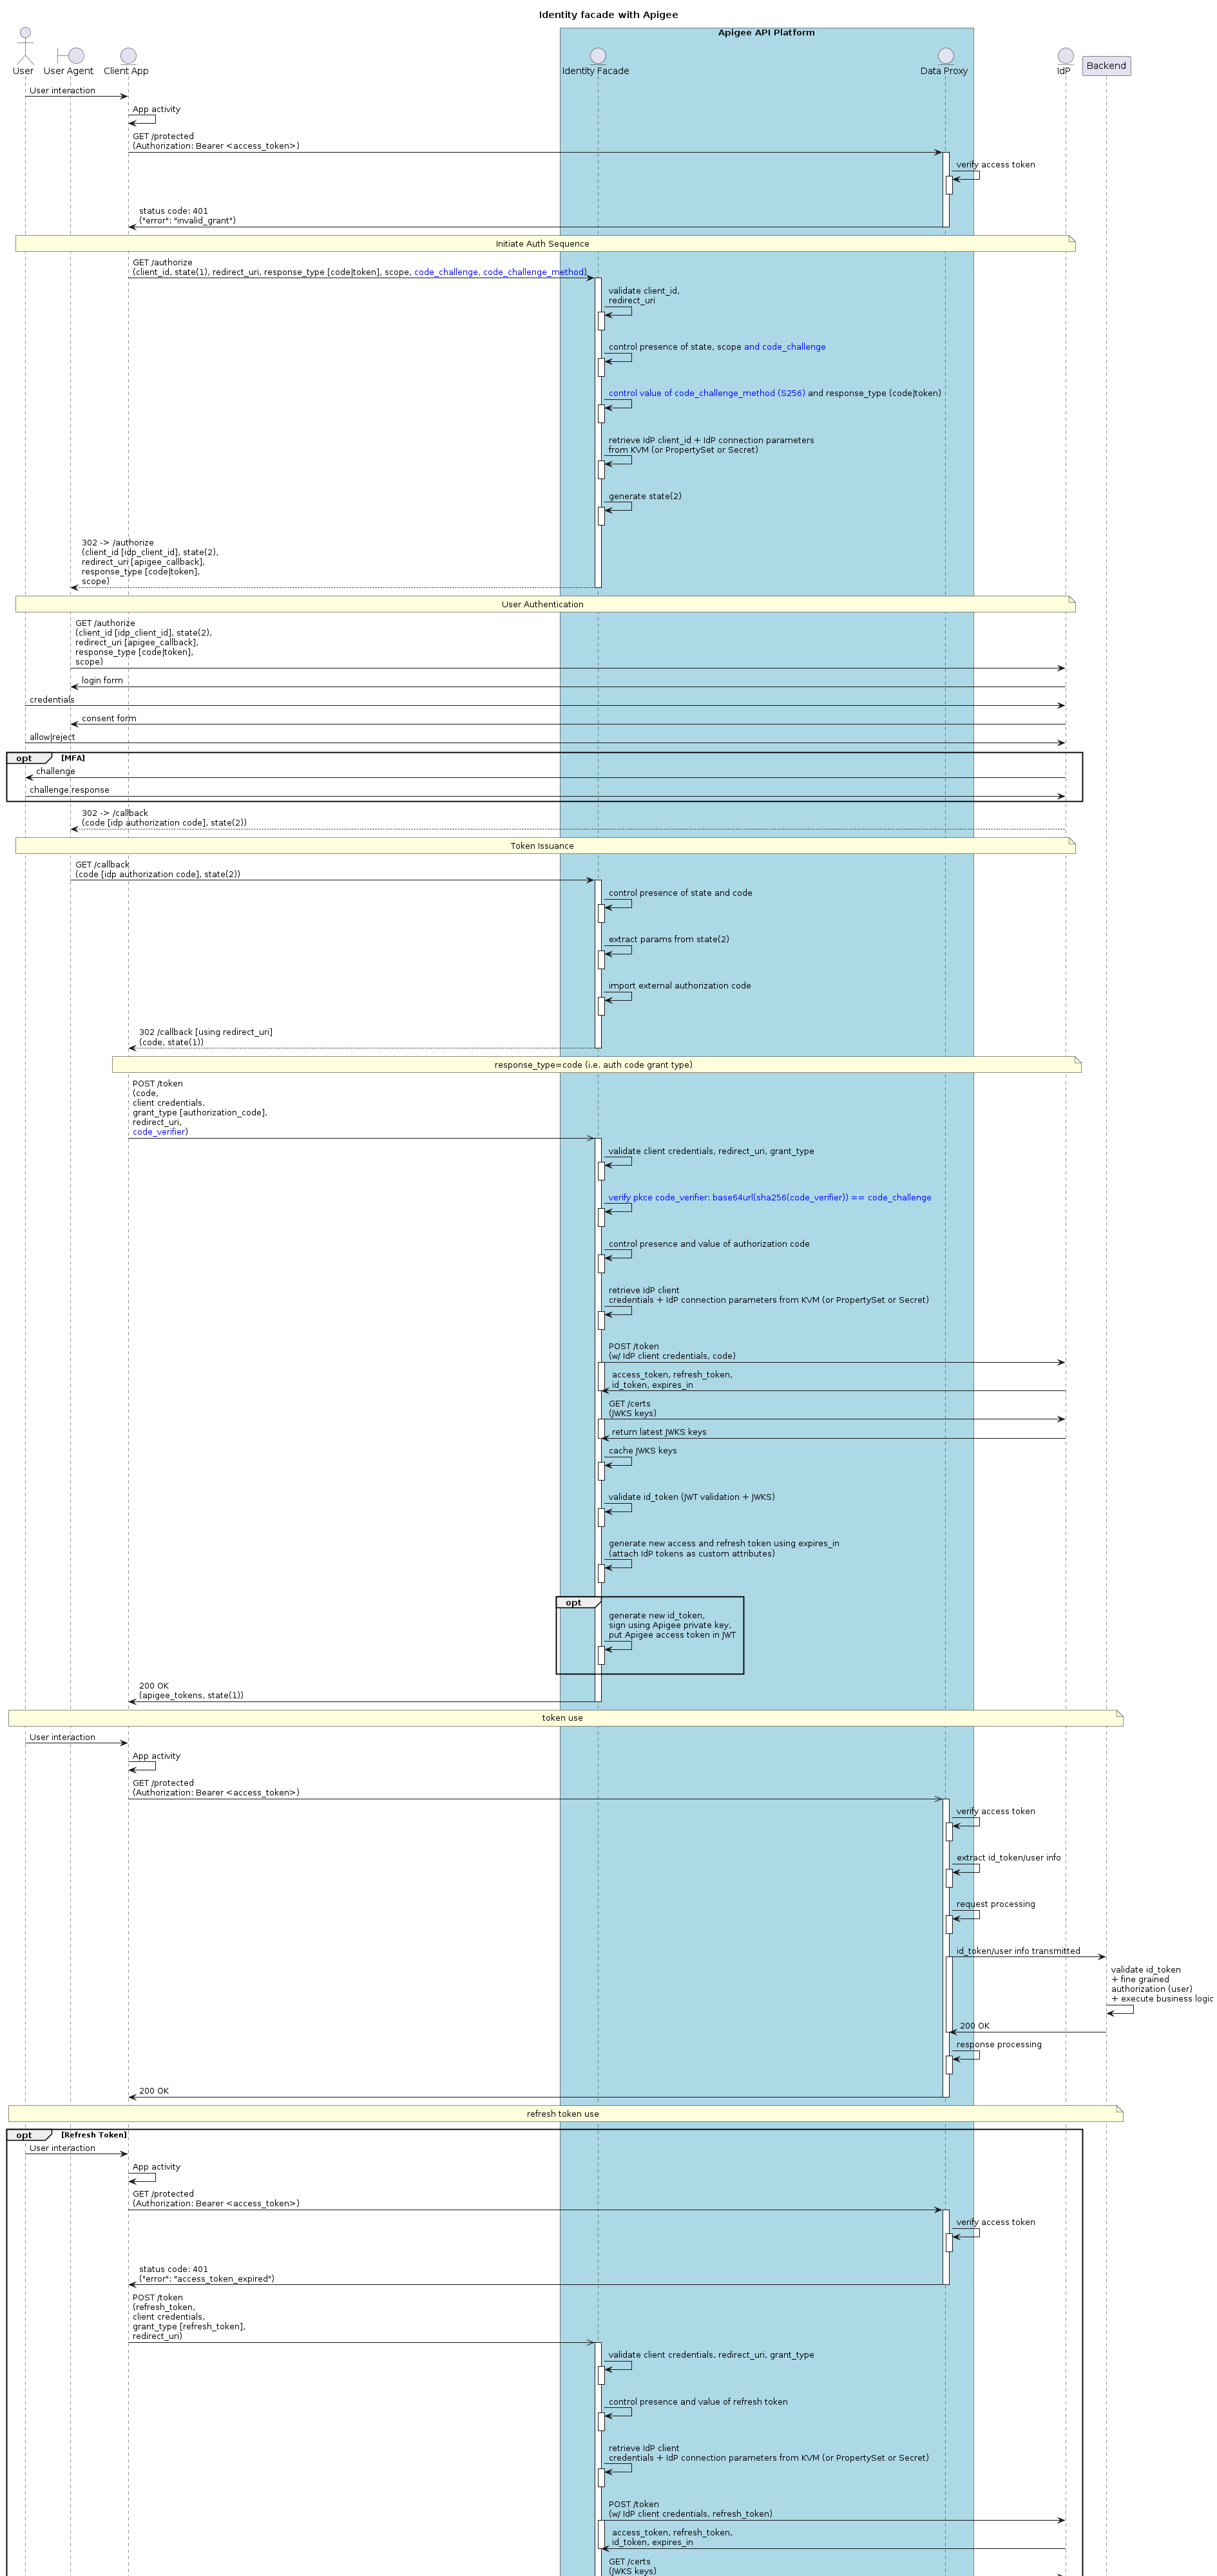 Identity facade with Apigee
Apigee API Platform
User
User Agent
Client App
Identity Facade
Data Proxy
IdP
Backend
User interaction
App activity
GET /protected
(Authorization: Bearer <access_token>)
verify access token
status code: 401
("error": "invalid_grant")
Initiate Auth Sequence
GET /authorize
(client_id, state(1), redirect_uri, response_type [code|token], scope, code_challenge, code_challenge_method)
validate client_id,
redirect_uri
control presence of state, scope and code_challenge
control value of code_challenge_method (S256) and response_type (code|token)
retrieve IdP client_id + IdP connection parameters
from KVM (or PropertySet or Secret)
generate state(2)
302 -> /authorize
(client_id [idp_client_id], state(2),
redirect_uri [apigee_callback],
response_type [code|token],
scope)
User Authentication
GET /authorize
(client_id [idp_client_id], state(2),
redirect_uri [apigee_callback],
response_type [code|token],
scope)
login form
credentials
consent form
allow|reject
opt [MFA]
challenge
challenge response
302 -> /callback
(code [idp authorization code], state(2))
Token Issuance
GET /callback
(code [idp authorization code], state(2))
control presence of state and code
extract params from state(2)
import external authorization code
302 /callback [using redirect_uri]
(code, state(1))
response_type=code (i.e. auth code grant type)
POST /token
(code,
client credentials,
grant_type [authorization_code],
redirect_uri,
code_verifier)
validate client credentials, redirect_uri, grant_type
verify pkce code_verifier: base64url(sha256(code_verifier)) == code_challenge
control presence and value of authorization code
retrieve IdP client
credentials + IdP connection parameters from KVM (or PropertySet or Secret)
POST /token
(w/ IdP client credentials, code)
access_token, refresh_token,
id_token, expires_in
GET /certs
(JWKS keys)
return latest JWKS keys
cache JWKS keys
validate id_token (JWT validation + JWKS)
generate new access and refresh token using expires_in
(attach IdP tokens as custom attributes)
opt
generate new id_token,
sign using Apigee private key,
put Apigee access token in JWT
200 OK
(apigee_tokens, state(1))
token use
User interaction
App activity
GET /protected
(Authorization: Bearer <access_token>)
verify access token
extract id_token/user info
request processing
id_token/user info transmitted
validate id_token
+ fine grained
authorization (user)
+ execute business logic
200 OK
response processing
200 OK
refresh token use
opt [Refresh Token]
User interaction
App activity
GET /protected
(Authorization: Bearer <access_token>)
verify access token
status code: 401
("error": "access_token_expired")
POST /token
(refresh_token,
client credentials,
grant_type [refresh_token],
redirect_uri)
validate client credentials, redirect_uri, grant_type
control presence and value of refresh token
retrieve IdP client
credentials + IdP connection parameters from KVM (or PropertySet or Secret)
POST /token
(w/ IdP client credentials, refresh_token)
access_token, refresh_token,
id_token, expires_in
GET /certs
(JWKS keys)